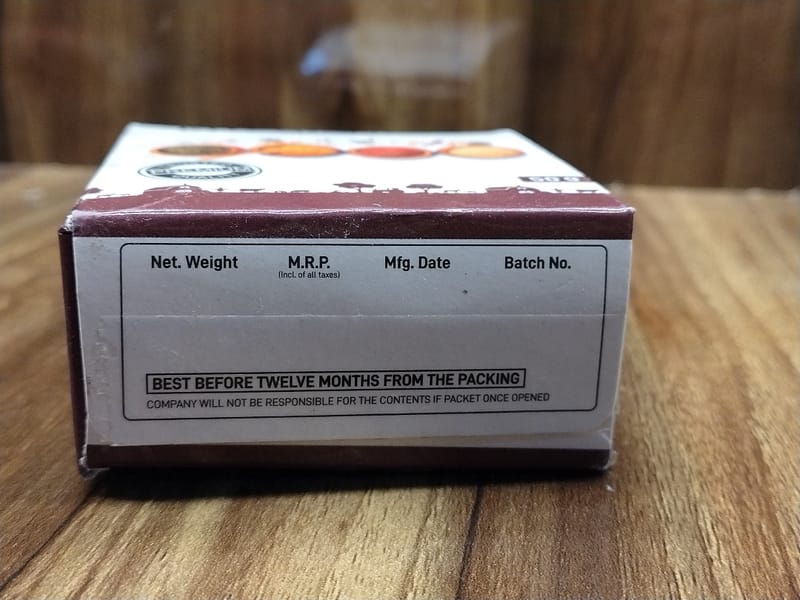 50 g
Net. Weight M.R.P. Mfg. Date Batch No.
(Incl. of all taxes)
BEST BEFORE TWELVE MONTHS FROM THE PACKING
COMPANY WILL NOT BE RESPONSIBLE FOR THE CONTENTS IF PACKET ONCE OPENED